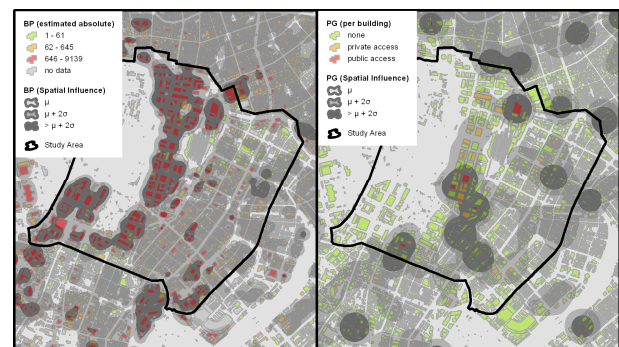 BP (estimated absolute)
1 - 61
62 - 645
646 - 9139
no data
BP (Spatial Influence)
μ
μ + 2σ
> μ + 2σ
Study Area
PG (per building)
none
private access
public access
PG (Spatial Influence)
μ
μ + 2σ
> μ + 2σ
Study Area